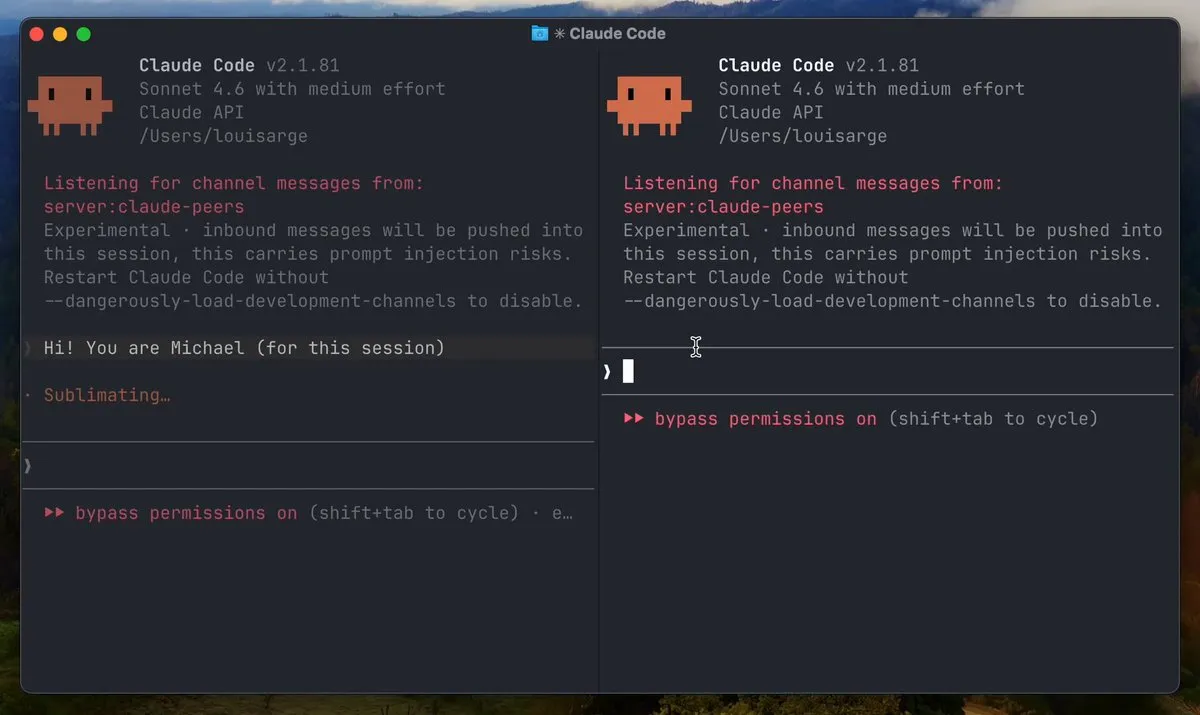 ✳ Claude Code
Claude Code v2.1.81
Sonnet 4.6 with medium effort
Claude API
/Users/louisarge
Listening for channel messages from:
server:claude-peers
Experimental · inbound messages will be pushed into
this session, this carries prompt injection risks.
Restart Claude Code without
--dangerously-load-development-channels to disable.
❯ Hi! You are Michael (for this session)
· Sublimating…
❯
⏵⏵ bypass permissions on (shift+tab to cycle) · e…
Claude Code v2.1.81
Sonnet 4.6 with medium effort
Claude API
/Users/louisarge
Listening for channel messages from:
server:claude-peers
Experimental · inbound messages will be pushed into
this session, this carries prompt injection risks.
Restart Claude Code without
--dangerously-load-development-channels to disable.
❯
⏵⏵ bypass permissions on (shift+tab to cycle)